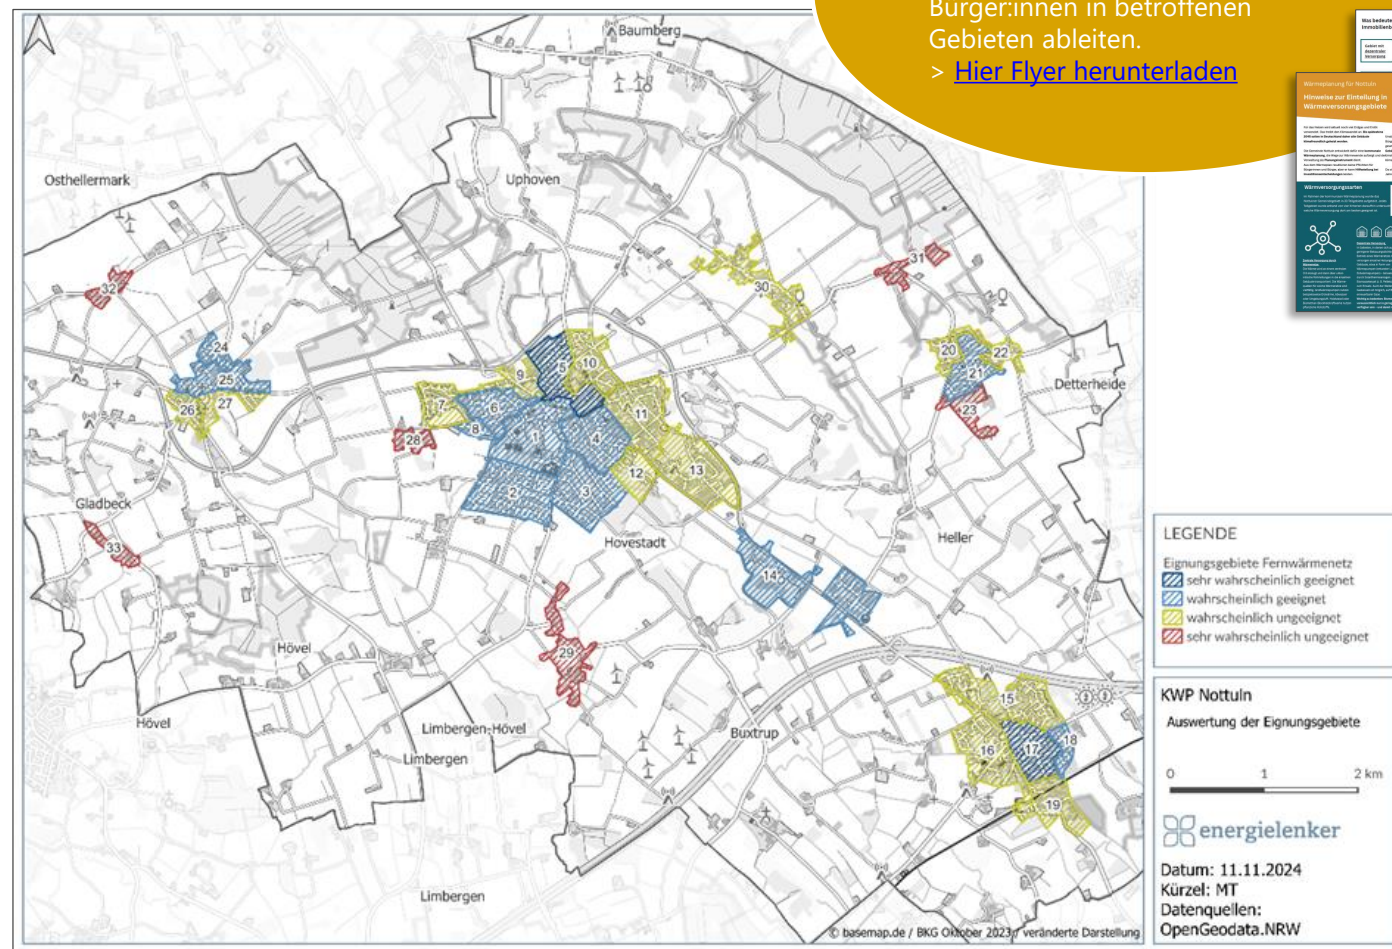 Bürger:innen in betroffenen
Gebieten ableiten.
> Hier Flyer herunterladen
Was bedeutet
Wärmeplanung für Nottuln
Hinweise zur Einteilung in
Wärmeversorungsgebiete
Wärmversorgungsarten
Baumberg
Osthellermark
Uphoven
Detterheide
Gladbeck
Hovestadt
Heller
Hövel
Hövel
Limbergen-Hövel
Limbergen
Buxtrup
Limbergen
32
31
30
24
25
26
27
5
10
9
7
6
8
1
4
11
28
2
3
12
13
20
21
22
23
33
14
29
15
16
17
18
19
© basemap.de / BKG Oktober 2023 / veränderte Darstellung
LEGENDE
Eignungsgebiete Fernwärmenetz
sehr wahrscheinlich geeignet
wahrscheinlich geeignet
wahrscheinlich ungeeignet
sehr wahrscheinlich ungeeignet
KWP Nottuln
Auswertung der Eignungsgebiete
0 1 2 km
energielenker
Datum: 11.11.2024
Kürzel: MT
Datenquellen:
OpenGeodata.NRW